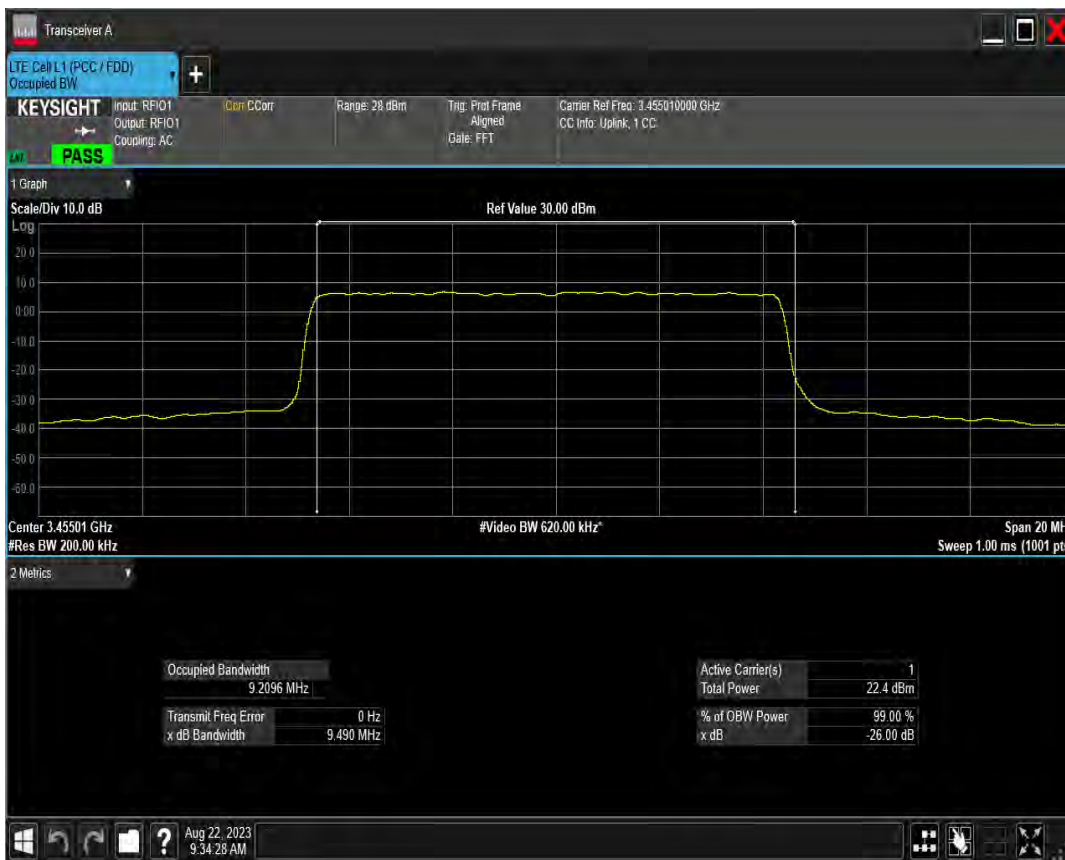 Transceiver A
LTE Cell L1 (PCC / FDD)
Occupied BW
KEYSIGHT
PASS
Input: RFIO1
Output: RFIO1
Coupling: AC
Corr CCorr
Range: 28 dBm
Trig: Prot Frame
Aligned
Gate: FFT
Carrier Ref Freq: 3.455010000 GHz
CC Info: Uplink, 1 CC
1 Graph
Scale/Div 10.0 dB
Ref Value 30.00 dBm
Log
20.0
10.0
0.00
-10.0
-20.0
-30.0
-40.0
-50.0
-60.0
Center 3.45501 GHz
#Video BW 620.00 kHz*
Span 20 MH
#Res BW 200.00 kHz
Sweep 1.00 ms (1001 pt
2 Metrics
Occupied Bandwidth
9.2096 MHz
Transmit Freq Error 0 Hz
x dB Bandwidth 9.490 MHz
Active Carrier(s) 1
Total Power 22.4 dBm
% of OBW Power 99.00 %
x dB -26.00 dB
Aug 22, 2023
9:34:28 AM